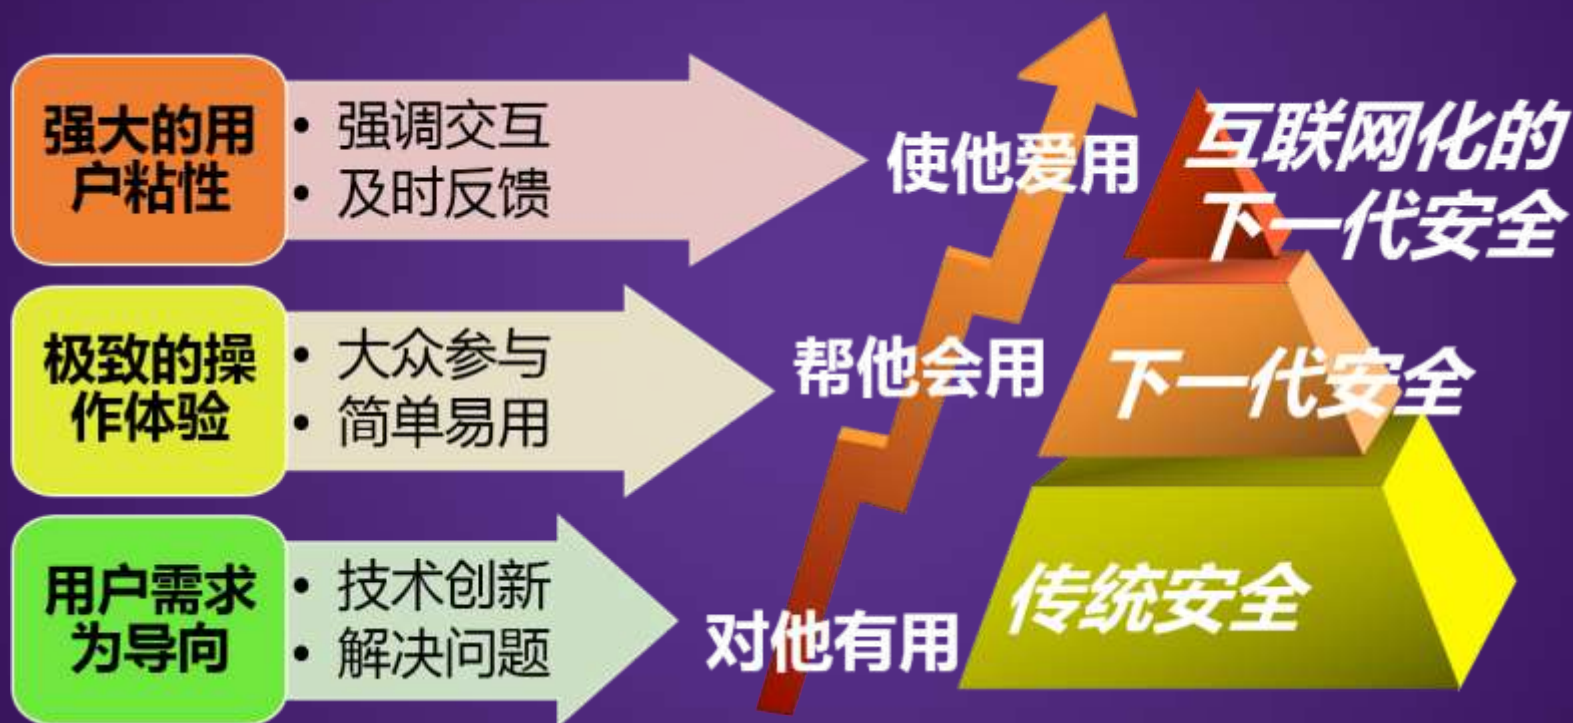 强大的用
户粘性
• 强调交互
• 及时反馈
使他爱用
互联网化的
下一代安全
极致的操
作体验
• 大众参与
• 简单易用
帮他会用
下一代安全
用户需求
为导向
• 技术创新
• 解决问题
对他有用
传统安全